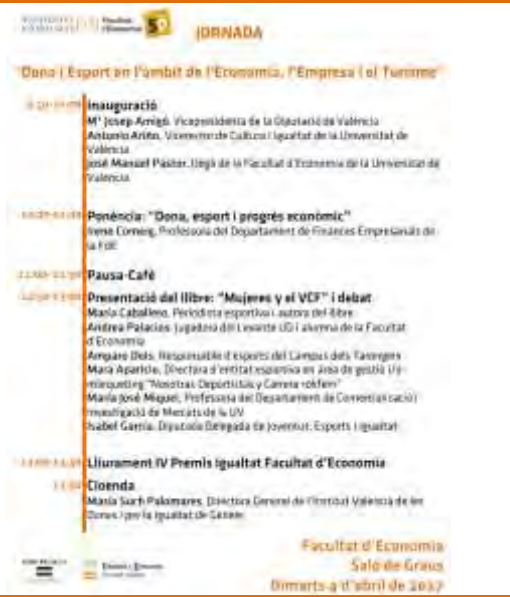 Facultat
d'Economia 50
JORNADA
"Dona i Esport en l'àmbit de l'Economia, l'Empresa i el Turisme"
Inauguració
Mª Josep Amigó, Vicepresidenta de la Diputació de València
Antonio Ariño, Vicerector de Cultura i Igualtat de la Universitat de
València
José Manuel Pastor, Degà de la Facultat d'Economia de la Universitat de
València
Ponència: "Dona, esport i progrés econòmic"
Irene Comeig, Professora del Departament de Finances Empresarials de
la FdE
Pausa-Café
Presentació del llibre: "Mujeres y el VCF" i debat
María Caballero, Periodista esportiva i autora del llibre
Andrea Palacios, Jugadora del Levante UD i alumna de la Facultat
d'Economia
Amparo Dols, Responsable d'esports del Campus dels Tarongers
Mara Aparicio, Directora d'entitat esportiva en àrea de gestió i/o
màrqueting "Nosotras Deportistas y
María José Miquel, Professora del Departament de Comercialització i
Investigació de Mercats de la UV
Isabel García, Diputada Delegada de Joventut, Esports i Igualtat
Lliurament IV Premis Igualtat Facultat d'Economia
Cloenda
María Such Palomares, Directora General de l'Institut Valencià de les
Dones i per la Igualtat de Gènere
Facultat d'Economia
Saló de Graus
Dimarts 4 d'abril de 2017